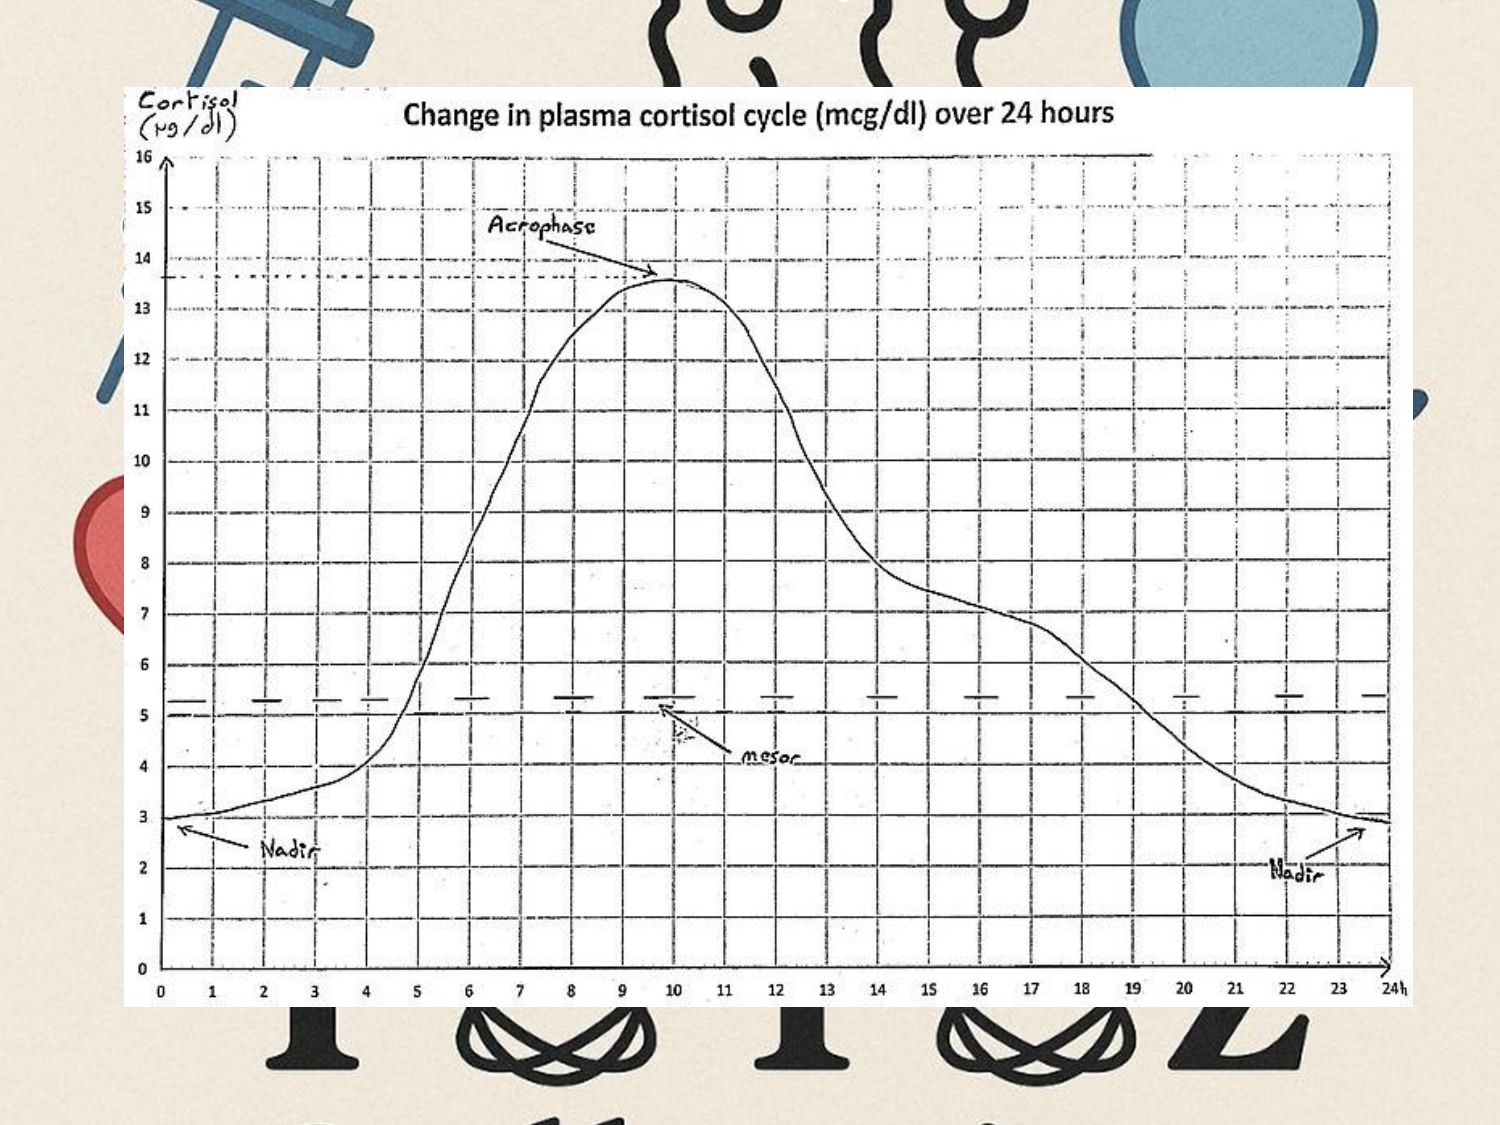 Cortisol
(µg/dl)
Change in plasma cortisol cycle (mcg/dl) over 24 hours
16
15
Acrophase
14
13
12
11
10
9
8
7
6
5
mesor
4
3
Nadir
Nadir
2
1
0
0 1 2 3 4 5 6 7 8 9 10 11 12 13 14 15 16 17 18 19 20 21 22 23 24h